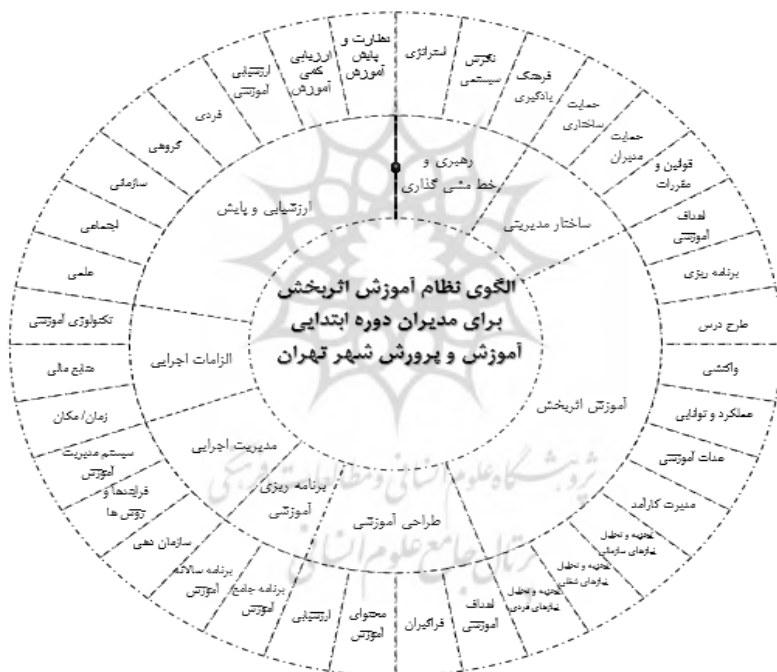 الگوی نظام آموزش اثربخش
برای مدیران دوره ابتدایی
آموزش و پرورش شهر تهران
رهبری و
خط مشی گذاری
ساختار مدیریتی
آموزش اثربخش
طراحی آموزشی
برنامه ریزی
آموزشی
مدیریت اجرایی
الزامات اجرایی
ارزشیابی و پایش
استراتژی
نگرش
سیستمی
فرهنگ
یادگیری
حمایت
ساختاری
حمایت
مدیران
قوانین و
مقررات
اهداف
آموزشی
برنامه ریزی
طرح درس
واکنشی
عملکرد و توانایی
آموزشی
مدیرت کارآمد
تجزیه و تحلیل
نیازهای سازمانی
تجزیه و تحلیل
نیازهای شغلی
تجزیه و تحلیل
نیازهای فردی
اهداف
آموزشی
فراگیران
محتوای
آموزش
ارزشیابی
برنامه جامع
آموزش
برنامه سالانه
آموزش
سازمان دهی
فرایندها و
روش ها
سیستم مدیریت
آموزش
زمان/ مکان
منابع مالی
تکنولوژی آموزشی
علمی
اجتماعی
سازمانی
گروهی
فردی
ارزشیابی
آموزشی
ارزیابی
کمی
آموزش
نظارت و
پایش
آموزش
پژوهشگاه علوم انسانی و مطالعات فرهنگی
پرتال جامع علوم انسانی